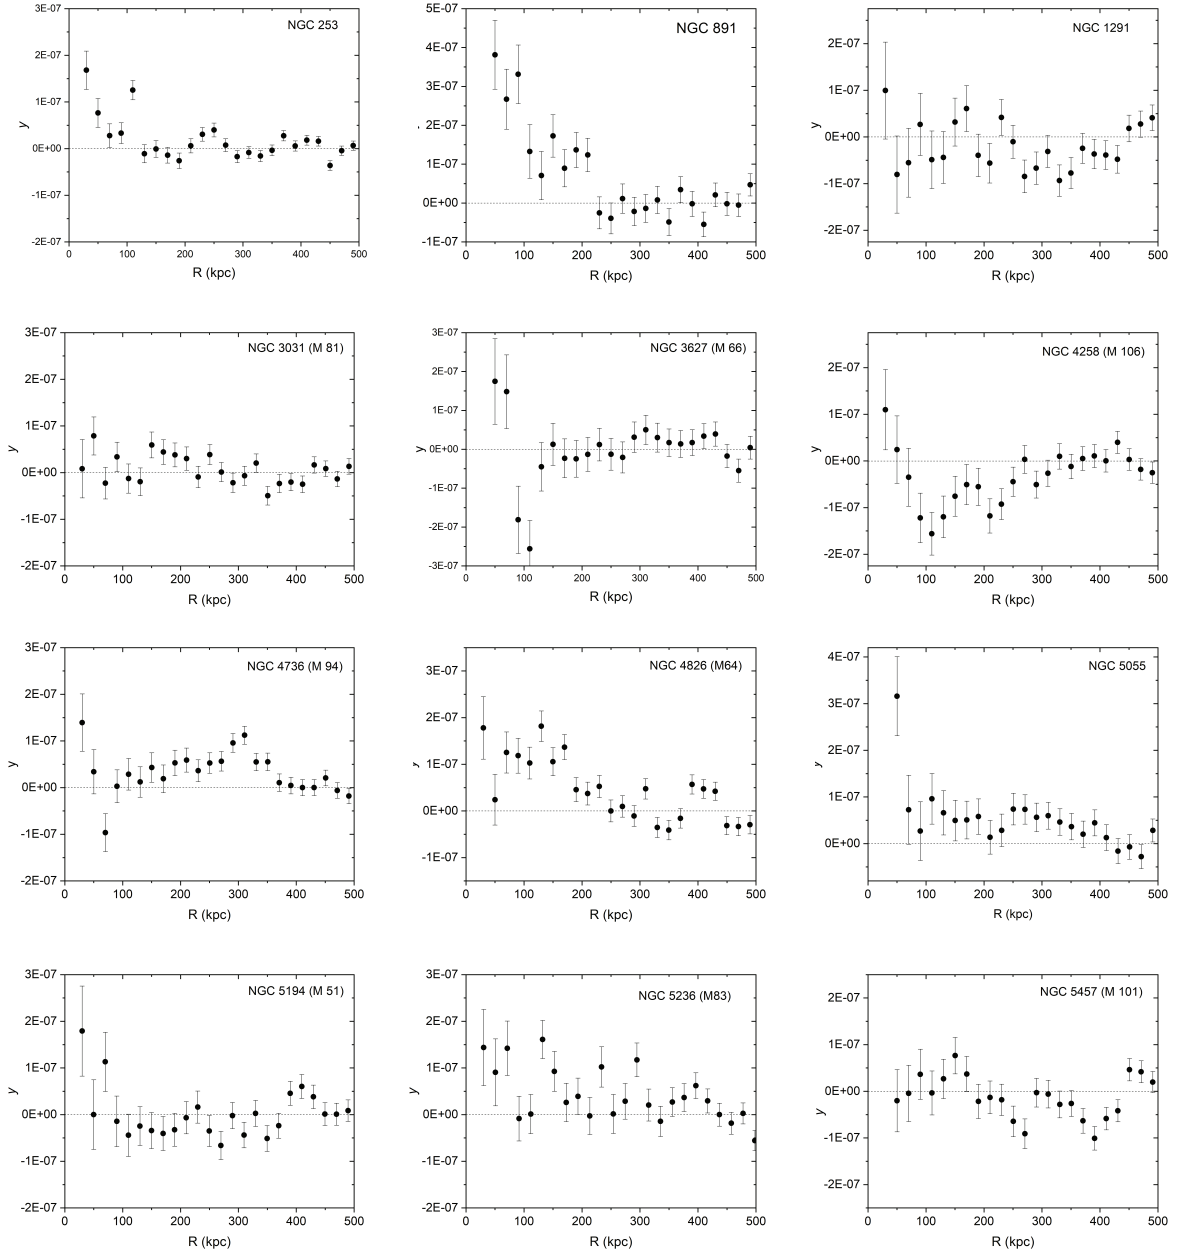 3E-07
NGC 253
2E-07
1E-07
y
0E+00
-1E-07
-2E-07
0 100 200 300 400 500
R (kpc)
5E-07
NGC 891
4E-07
3E-07
2E-07
1E-07
0E+00
-1E-07
0 100 200 300 400 500
R (kpc)
NGC 1291
2E-07
1E-07
y
0E+00
-1E-07
-2E-07
0 100 200 300 400 500
R (kpc)
3E-07
NGC 3031 (M 81)
2E-07
1E-07
y
0E+00
-1E-07
-2E-07
0 100 200 300 400 500
R (kpc)
3E-07
NGC 3627 (M 66)
2E-07
1E-07
y
0E+00
-1E-07
-2E-07
-3E-07
0 100 200 300 400 500
R (kpc)
NGC 4258 (M 106)
2E-07
1E-07
y
0E+00
-1E-07
-2E-07
0 100 200 300 400 500
R (kpc)
3E-07
NGC 4736 (M 94)
2E-07
1E-07
y
0E+00
-1E-07
-2E-07
0 100 200 300 400 500
R (kpc)
NGC 4826 (M64)
3E-07
2E-07
1E-07
y
0E+00
-1E-07
0 100 200 300 400 500
R (kpc)
NGC 5055
4E-07
3E-07
2E-07
y
1E-07
0E+00
0 100 200 300 400 500
R (kpc)
3E-07
NGC 5194 (M 51)
2E-07
1E-07
y
0E+00
-1E-07
-2E-07
0 100 200 300 400 500
R (kpc)
3E-07
NGC 5236 (M83)
2E-07
1E-07
y
0E+00
-1E-07
-2E-07
0 100 200 300 400 500
R (kpc)
NGC 5457 (M 101)
2E-07
1E-07
0E+00
y
-1E-07
-2E-07
0 100 200 300 400 500
R (kpc)